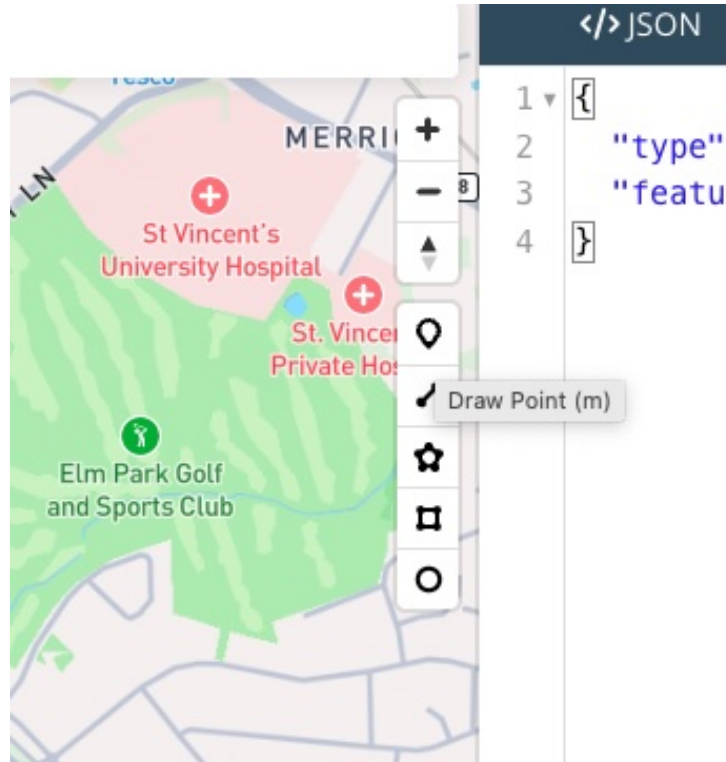 Tesco
MERRI
LN
8
St Vincent's
University Hospital
St. Vincen
Private Hos
Elm Park Golf
and Sports Club
Draw Point (m)
</> JSON
1 {
2 "type"
3 "featu
4 }